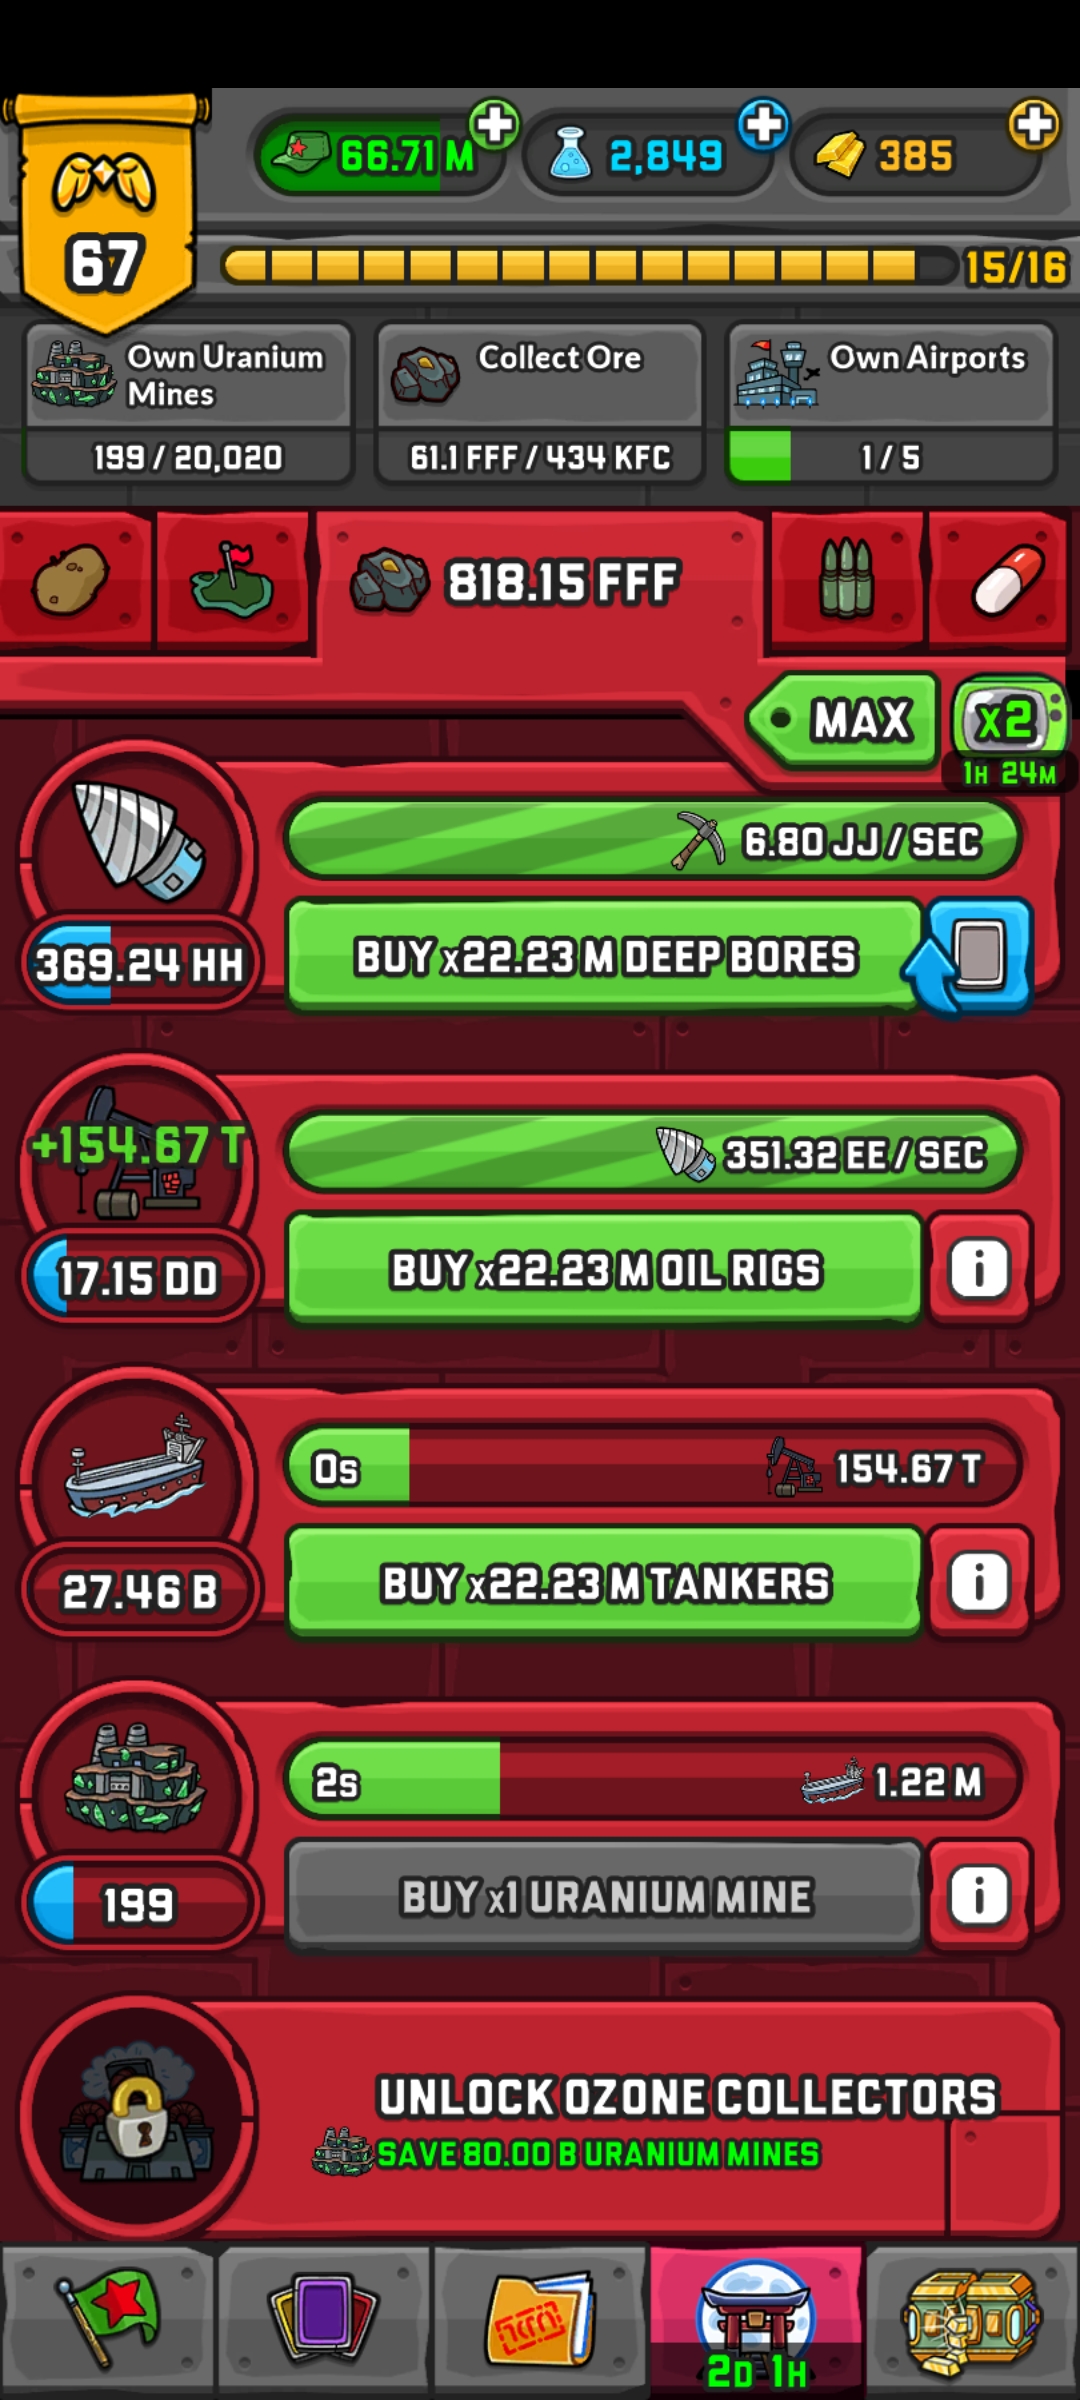 66.71 M
2,849
385
67
15/16
Own Uranium
Mines
199 / 20,020
Collect Ore
61.1 FFF / 434 KFC
Own Airports
1 / 5
818.15 FFF
MAX
x2
1H 24M
6.80 JJ / SEC
369.24 HH
BUY x22.23 M DEEP BORES
+154.67 T
351.32 EE / SEC
17.15 DD
BUY x22.23 M OIL RIGS
i
0s
154.67 T
27.46 B
BUY x22.23 M TANKERS
i
2s
1.22 M
199
BUY x1 URANIUM MINE
i
UNLOCK OZONE COLLECTORS
SAVE 80.00 B URANIUM MINES
2D 1H